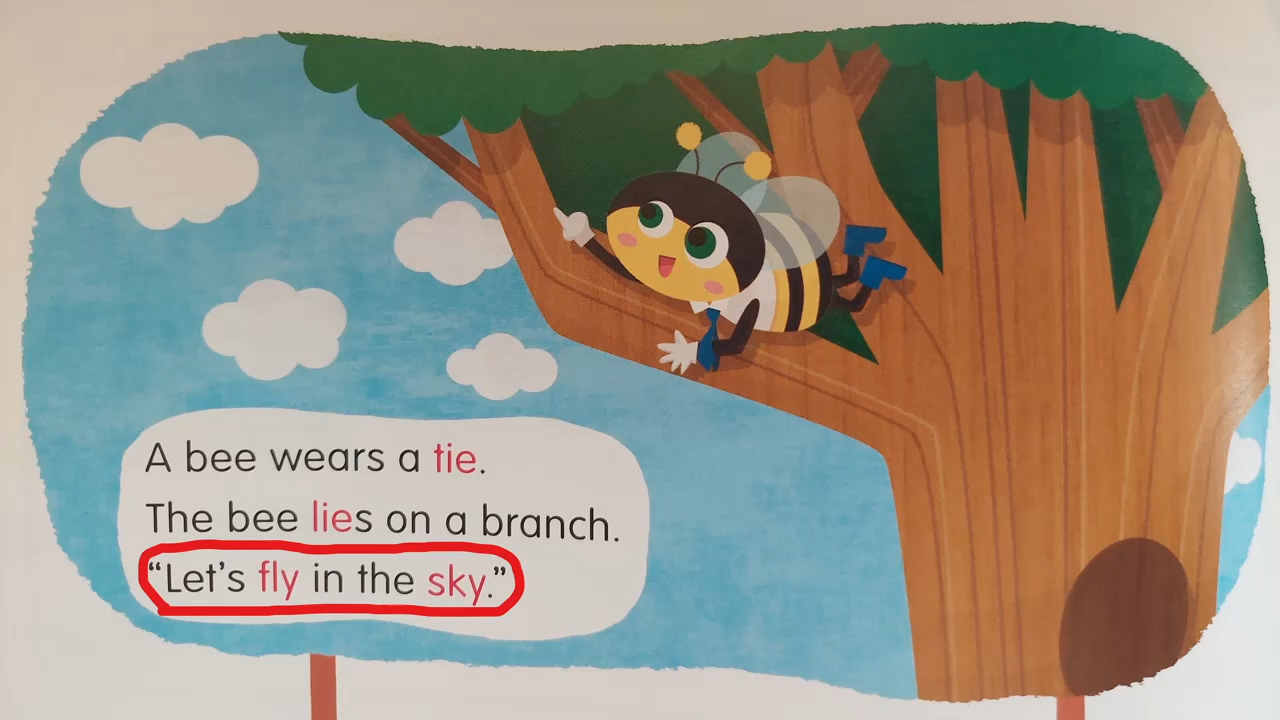 A bee wears a tie.
The bee lies on a branch.
“Let’s fly in the sky.”